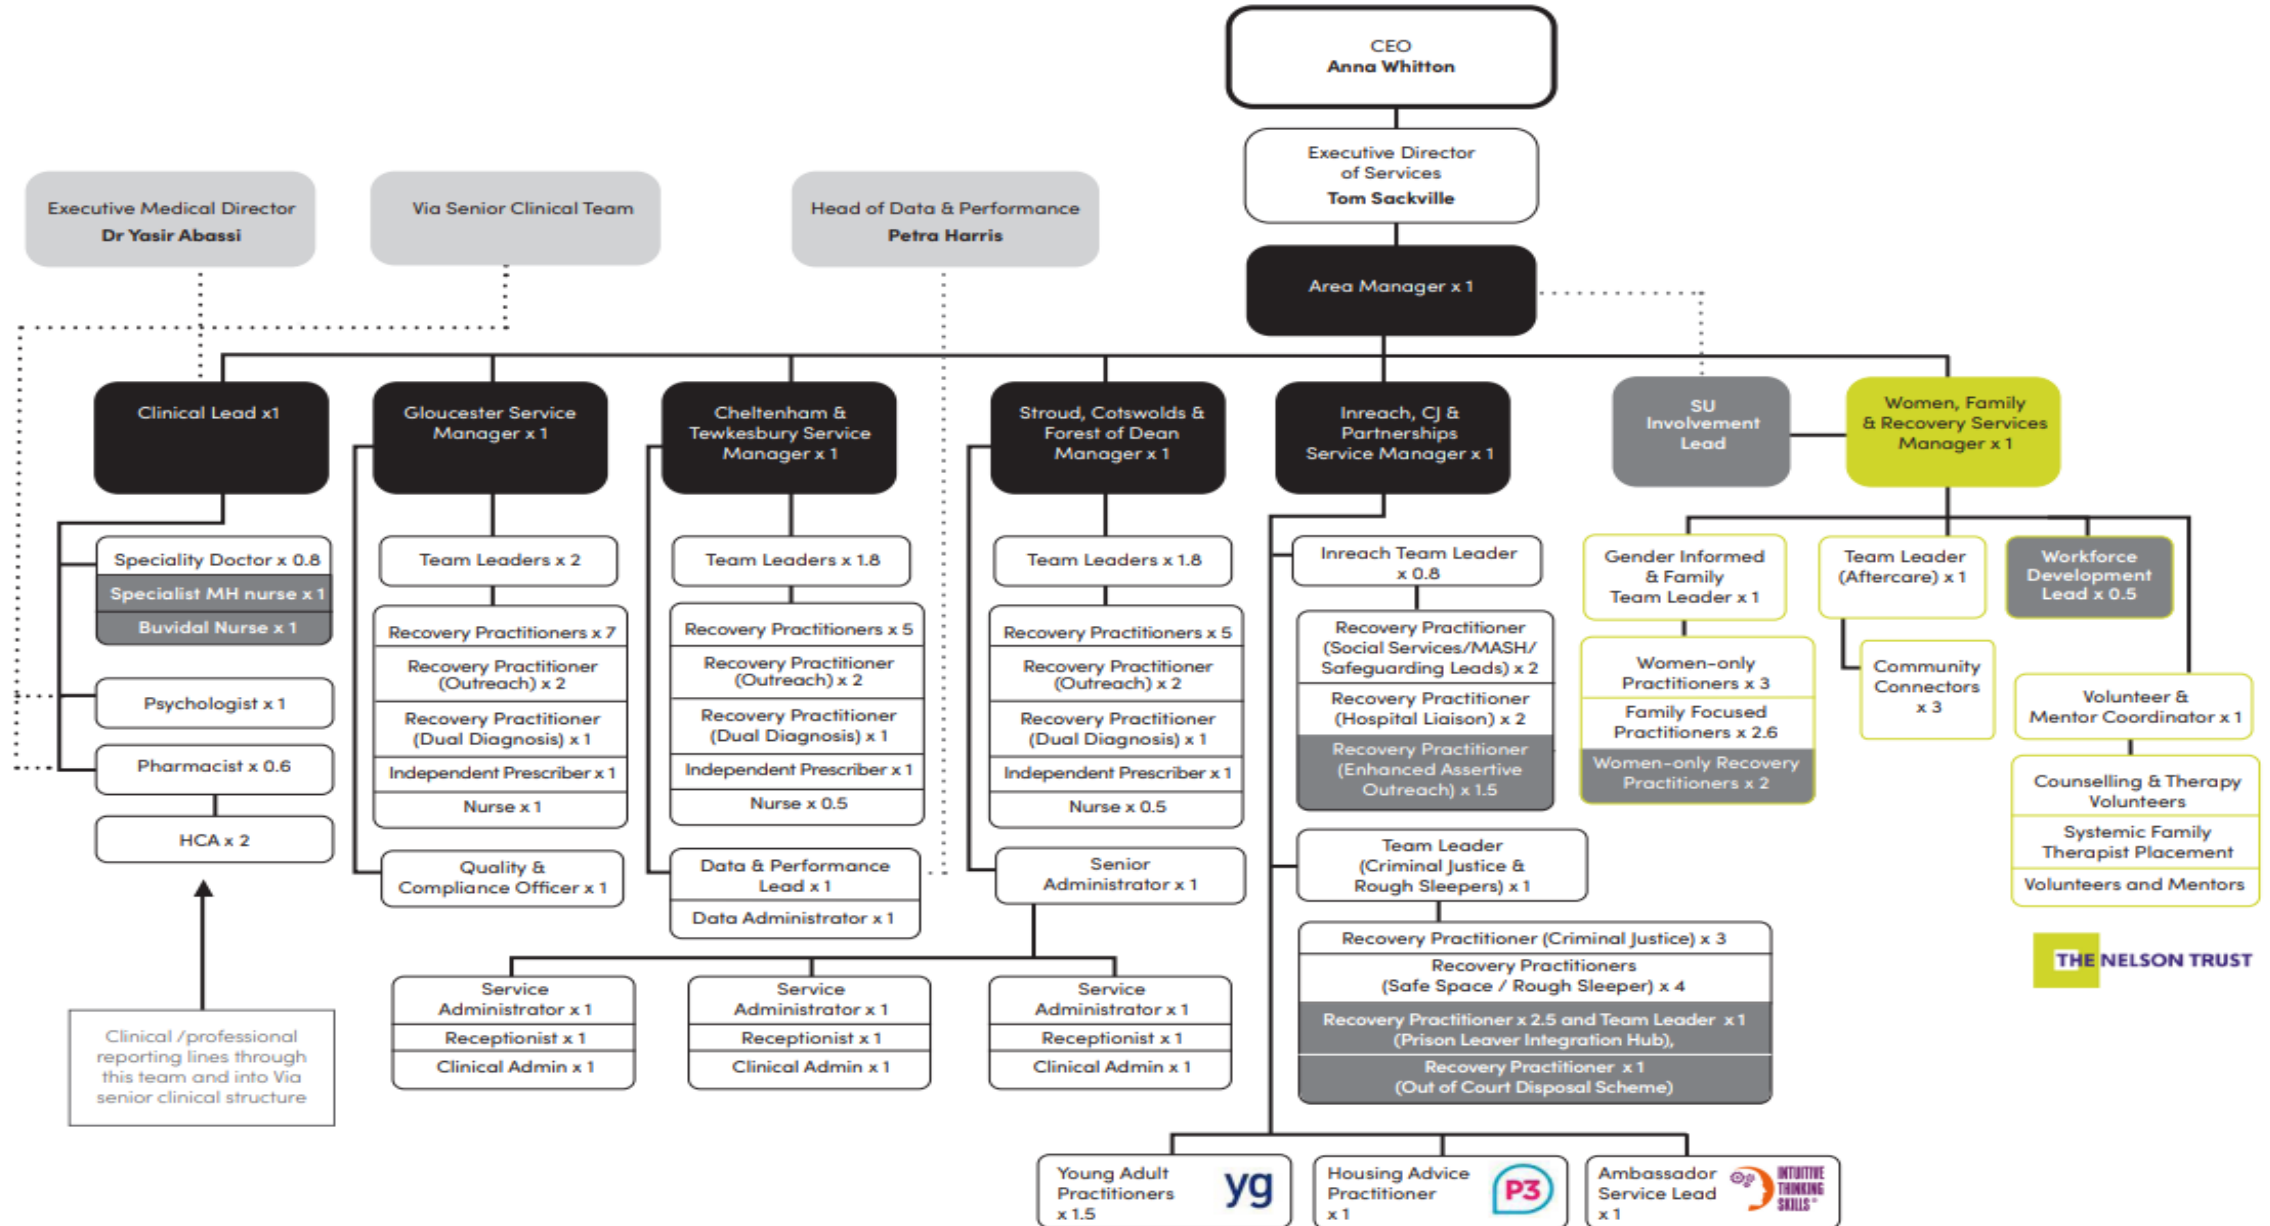 CEO
Anna Whitton
Executive Director
of Services
Tom Sackville
Executive Medical Director
Dr Yasir Abassi
Via Senior Clinical Team
Head of Data & Performance
Petra Harris
Area Manager x 1
Clinical Lead x1
Gloucester Service
Manager x 1
Cheltenham &
Tewkesbury Service
Manager x 1
Stroud, Cotswolds &
Forest of Dean
Manager x 1
Inreach, CJ &
Partnerships
Service Manager x 1
SU
Involvement
Lead
Women, Family
& Recovery Services
Manager x 1
Speciality Doctor x 0.8
Specialist MH nurse x 1
Buvidal Nurse x 1
Psychologist x 1
Pharmacist x 0.6
HCA x 2
Clinical /professional
reporting lines through
this team and into Via
senior clinical structure
Team Leaders x 2
Recovery Practitioners x 7
Recovery Practitioner
(Outreach) x 2
Recovery Practitioner
(Dual Diagnosis) x 1
Independent Prescriber x 1
Nurse x 1
Quality &
Compliance Officer x 1
Team Leaders x 1.8
Recovery Practitioners x 5
Recovery Practitioner
(Outreach) x 2
Recovery Practitioner
(Dual Diagnosis) x 1
Independent Prescriber x 1
Nurse x 0.5
Data & Performance
Lead x 1
Data Administrator x 1
Team Leaders x 1.8
Recovery Practitioners x 5
Recovery Practitioner
(Outreach) x 2
Recovery Practitioner
(Dual Diagnosis) x 1
Independent Prescriber x 1
Nurse x 0.5
Senior
Administrator x 1
Service
Administrator x 1
Receptionist x 1
Clinical Admin x 1
Service
Administrator x 1
Receptionist x 1
Clinical Admin x 1
Service
Administrator x 1
Receptionist x 1
Clinical Admin x 1
Inreach Team Leader
x 0.8
Recovery Practitioner
(Social Services/MASH/
Safeguarding Leads) x 2
Recovery Practitioner
(Hospital Liaison) x 2
Recovery Practitioner
(Enhanced Assertive
Outreach) x 1.5
Team Leader
(Criminal Justice &
Rough Sleepers) x 1
Recovery Practitioner (Criminal Justice) x 3
Recovery Practitioners
(Safe Space / Rough Sleeper) x 4
Recovery Practitioner x 2.5 and Team Leader x 1
(Prison Leaver Integration Hub),
Recovery Practitioner x 1
(Out of Court Disposal Scheme)
Young Adult
Practitioners
x 1.5
yg
Housing Advice
Practitioner
x 1
P3
Ambassador
Service Lead
x 1
INTUITIVE
THINKING
SKILLS
Gender Informed
& Family
Team Leader x 1
Women-only
Practitioners x 3
Family Focused
Practitioners x 2.6
Women-only Recovery
Practitioners x 2
Team Leader
(Aftercare) x 1
Community
Connectors
x 3
Workforce
Development
Lead x 0.5
Volunteer &
Mentor Coordinator x 1
Counselling & Therapy
Volunteers
Systemic Family
Therapist Placement
Volunteers and Mentors
THE NELSON TRUST